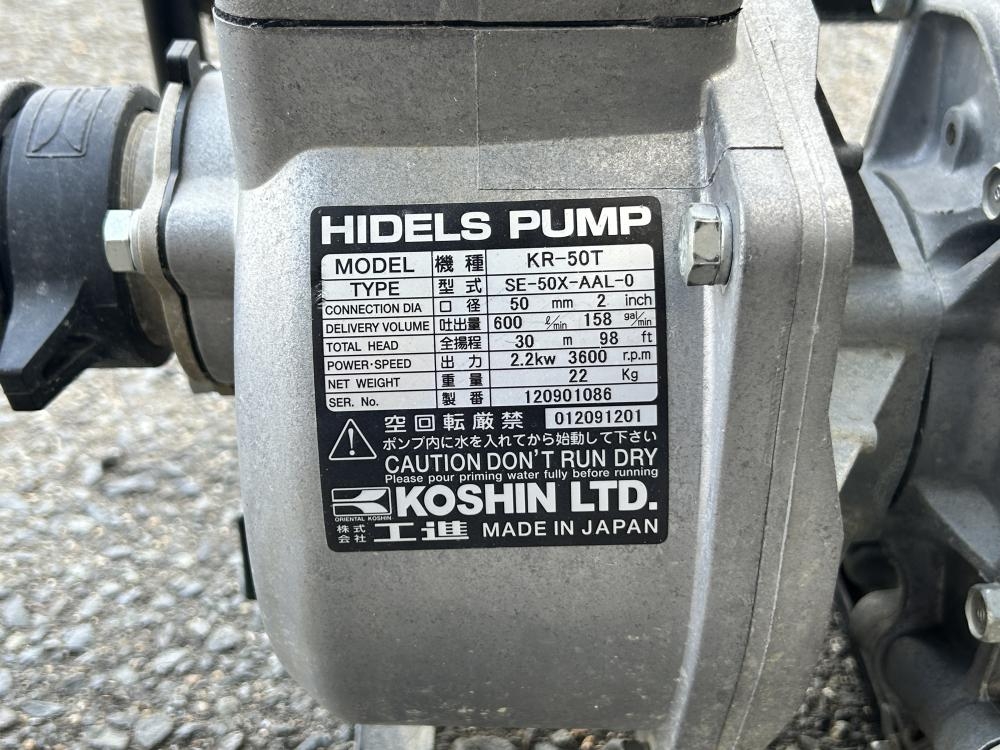 HIDELS PUMP
MODEL 機種 KR-50T
TYPE 型式 SE-50X-AAL-0
CONNECTION DIA 口径 50 mm 2 inch
DELIVERY VOLUME 吐出量 600 ℓ/min 158 gal/min
TOTAL HEAD 全揚程 30 m 98 ft
POWER·SPEED 出力 2.2kw 3600 r.p.m
NET WEIGHT 重量 22 Kg
SER. No. 製番 120901086
空回転厳禁 012091201
ポンプ内に水を入れてから始動して下さい
CAUTION DON'T RUN DRY
Please pour priming water fully before running
KOSHIN LTD.
ORIENTAL KOSHIN
株式会社 工進 MADE IN JAPAN